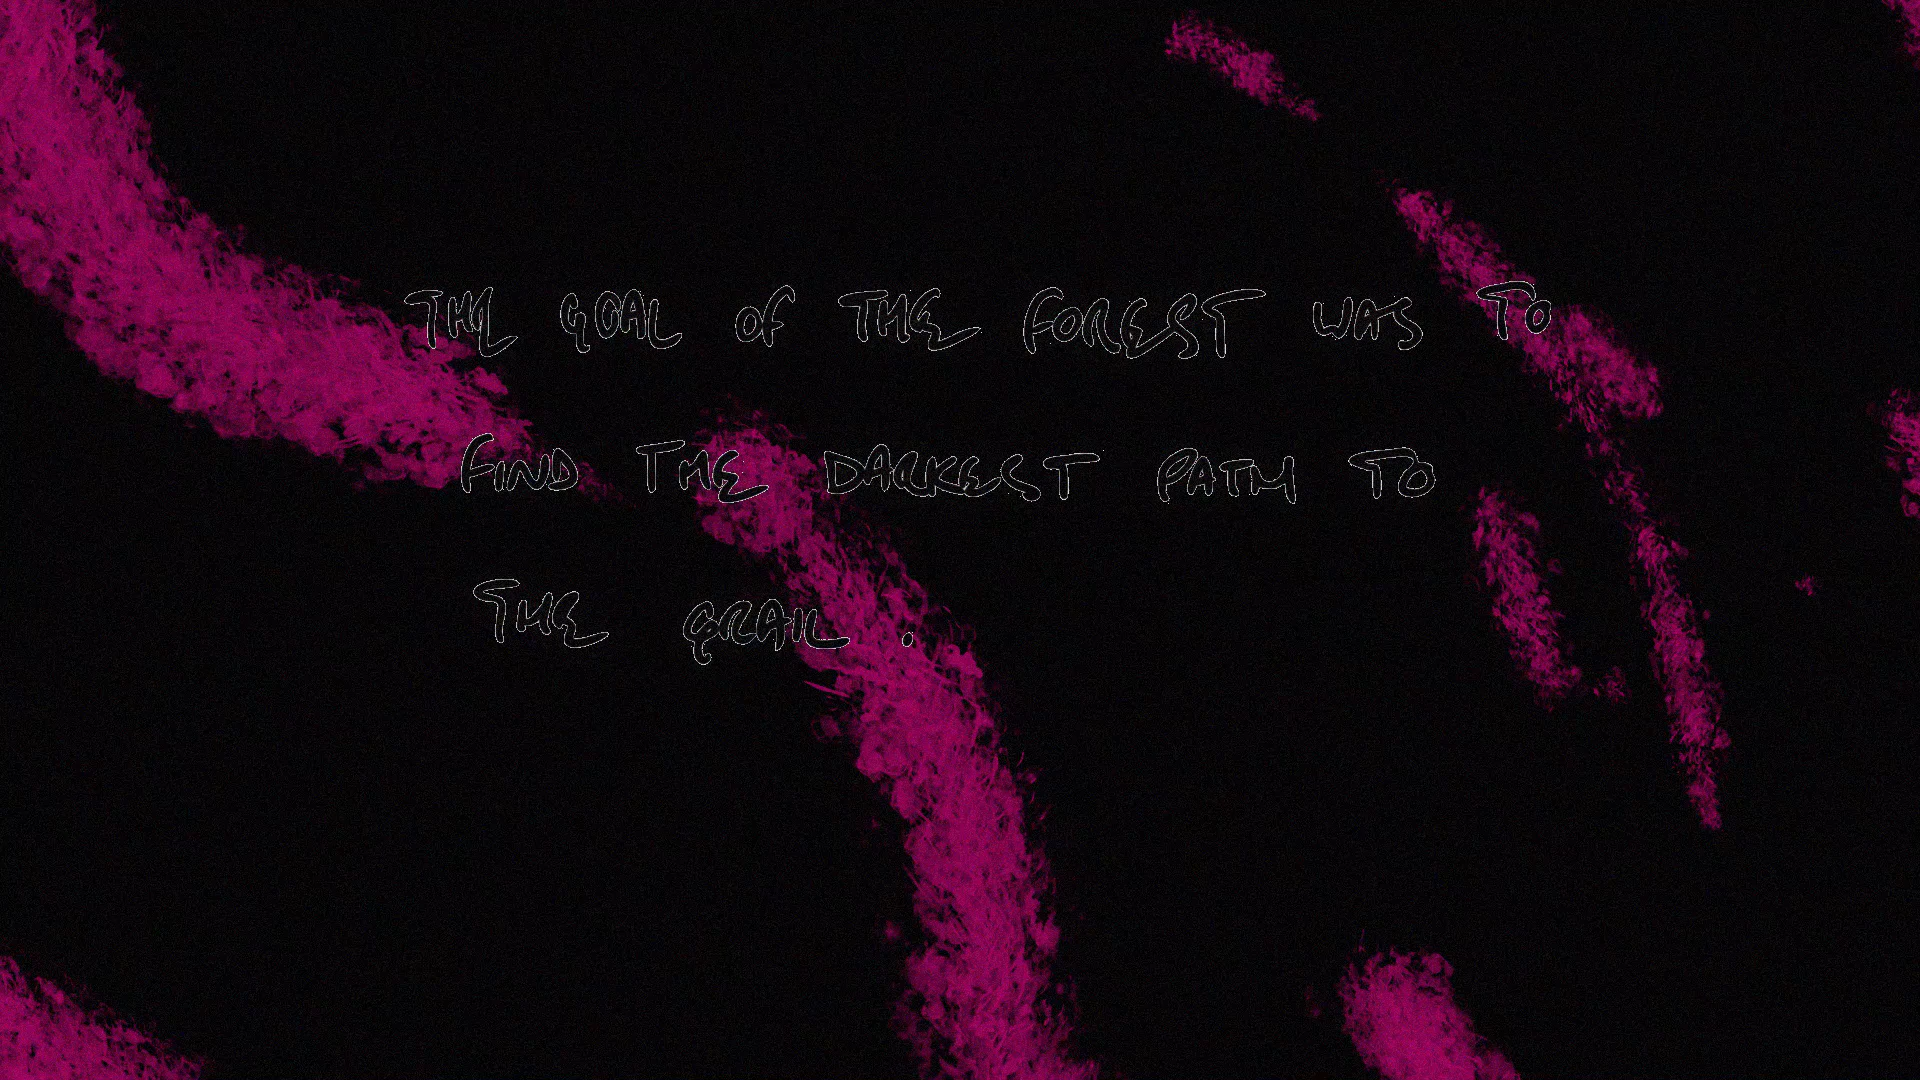 THE GOAL OF THE FOREST WAS TO
FIND THE DARKEST PATH TO
THE GRAIL.